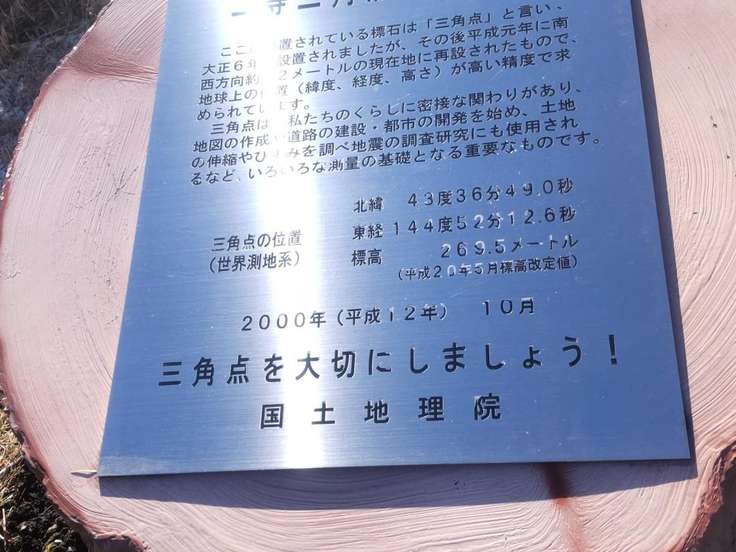 ここ 置されている標石は「三角点」と言い、
大正6年 設置されましたが、その後平成元年に南
西方向約 2メートルの現在地に再設されたもので、
地球上の位置(緯度、経度、高さ)が高い精度で求
められています。
三角点は、私たちのくらしに密接な関わりがあり、
地図の作成や道路の建設・都市の開発を始め、土地
の伸縮やひずみを調べ地震の調査研究にも使用され
るなど、いろいろな測量の基礎となる重要なものです。
北緯 43度36分49.0秒
三角点の位置 東経144度52分12.6秒
(世界測地系) 標高 269.5メートル
(平成20年5月標高改定値)
2000年(平成12年) 10月
三角点を大切にしましょう!
国土地理院